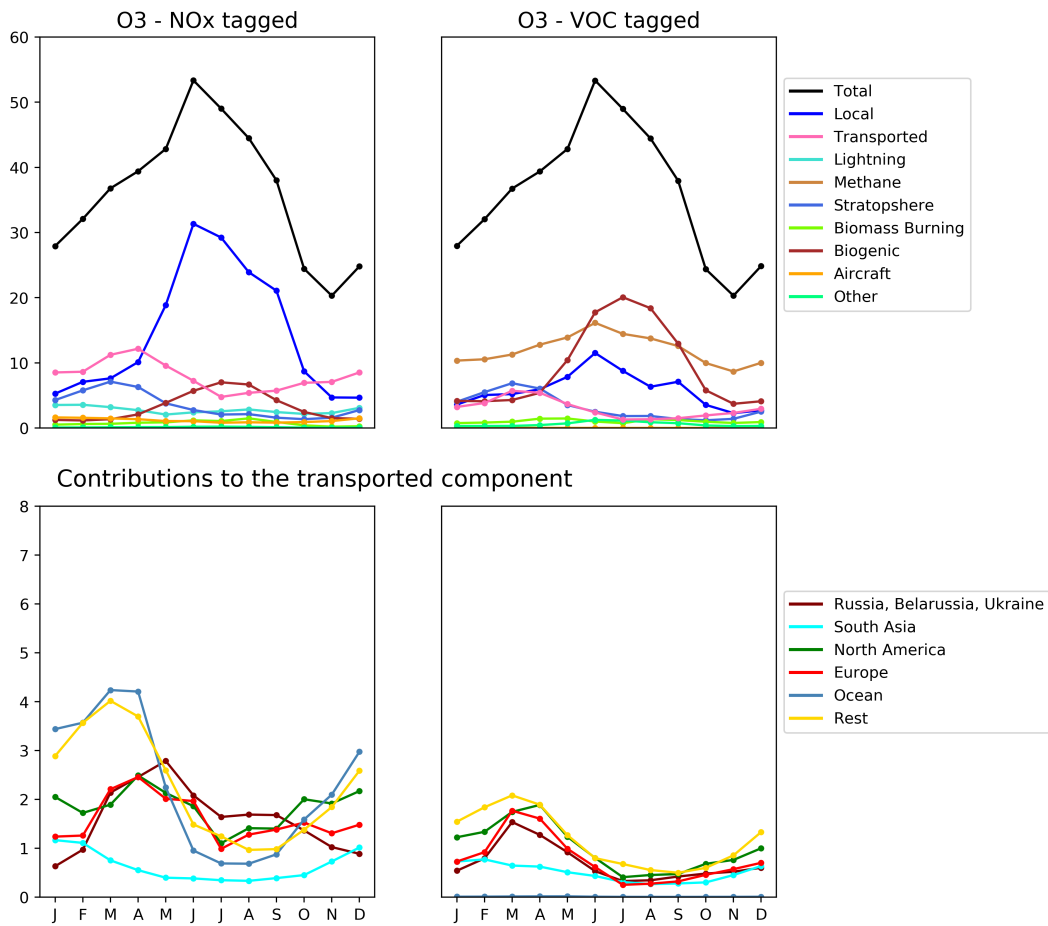 O3 - NOx tagged
O3 - VOC tagged
60
50
40
30
20
10
0
Total
Local
Transported
Lightning
Methane
Stratopshere
Biomass Burning
Biogenic
Aircraft
Other
Contributions to the transported component
8
7
6
5
4
3
2
1
0
J F M A M J J A S O N D
J F M A M J J A S O N D
Russia, Belarussia, Ukraine
South Asia
North America
Europe
Ocean
Rest